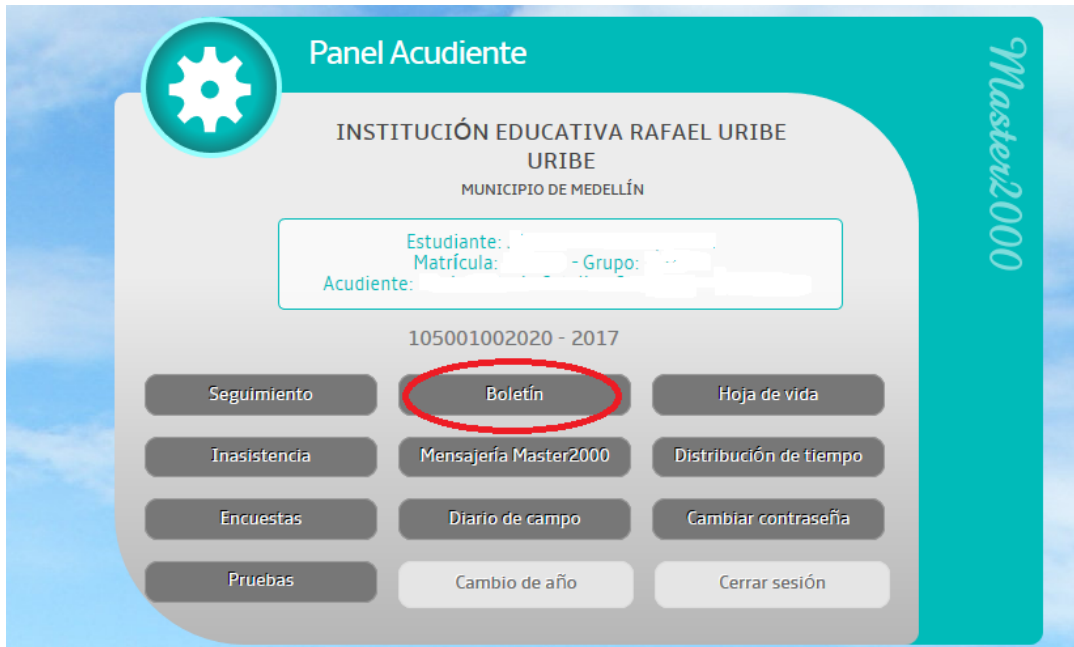 Panel Acudiente
Master2000
INSTITUCIÓN EDUCATIVA RAFAEL URIBE
URIBE
MUNICIPIO DE MEDELLÍN
Estudiante:
Matrícula: - Grupo:
Acudiente:
105001002020 - 2017
Seguimiento Boletín Hoja de vida
Inasistencia Mensajería Master2000 Distribución de tiempo
Encuestas Diario de campo Cambiar contraseña
Pruebas Cambio de año Cerrar sesión